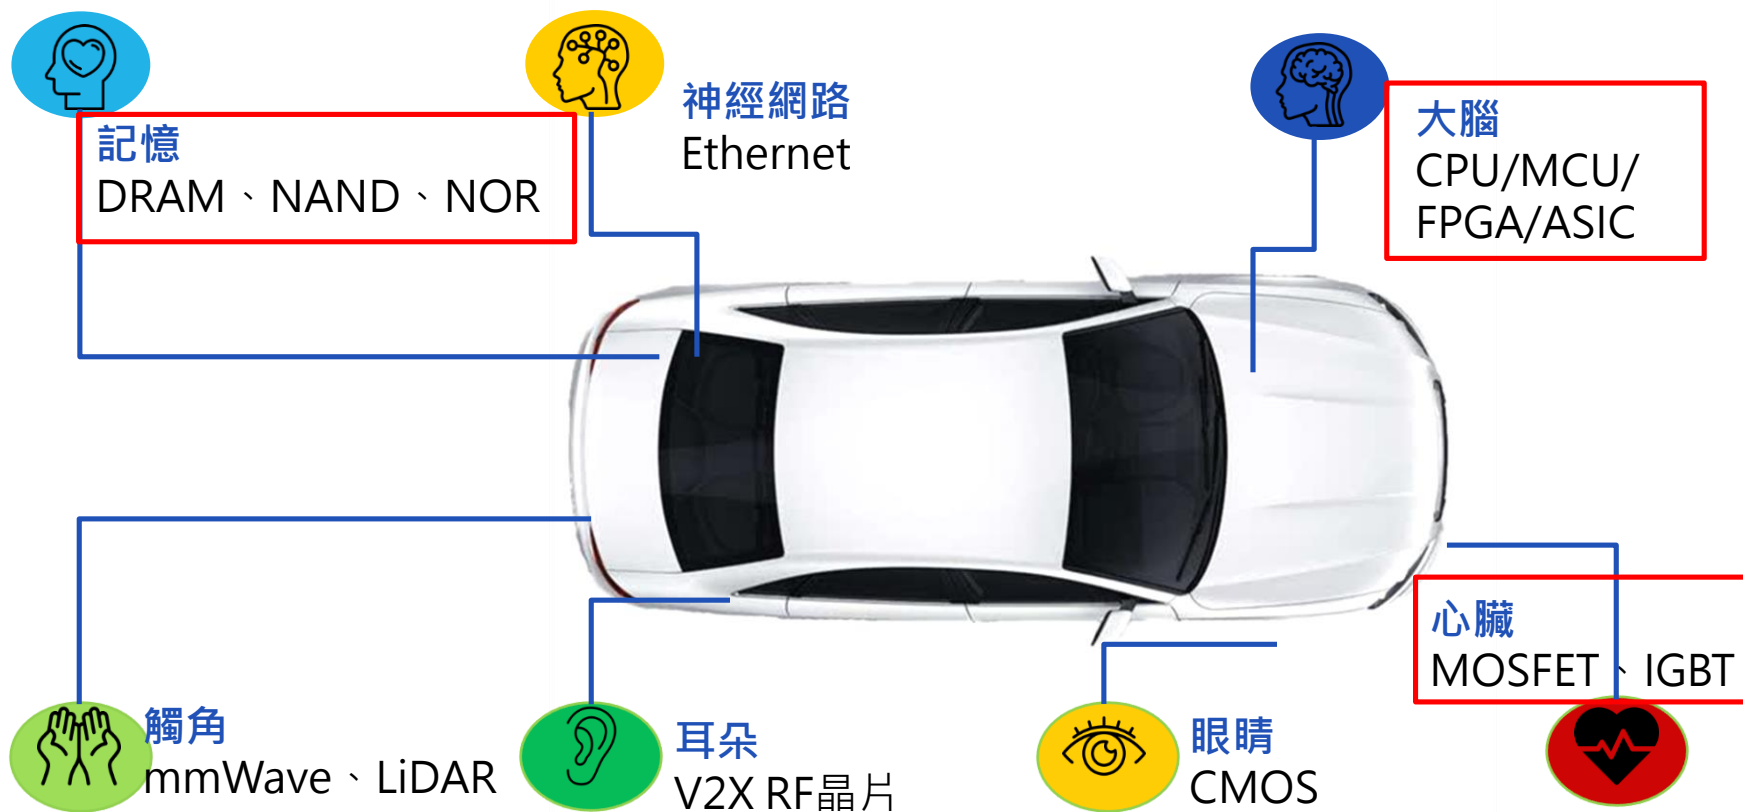 記憶
DRAM、NAND、NOR
神經網路
Ethernet
大腦
CPU/MCU/
FPGA/ASIC
觸角
mmWave、LiDAR
耳朵
V2X RF晶片
眼睛
CMOS
心臟
MOSFET、IGBT